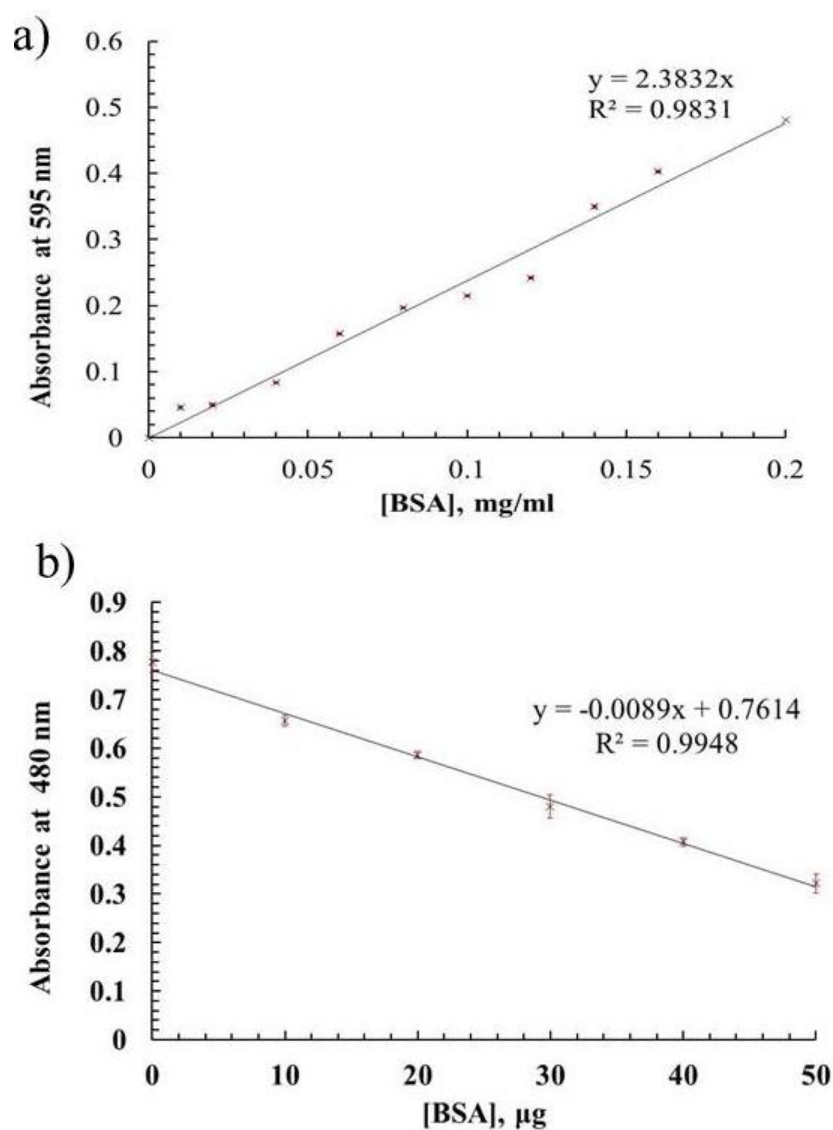 a)
0.6
0.5
0.4
0.3
0.2
0.1
0
Absorbance at 595 nm
y = 2.3832x
R² = 0.9831
0 0.05 0.1 0.15 0.2
[BSA], mg/ml
b)
0.9
0.8
0.7
0.6
0.5
0.4
0.3
0.2
0.1
0
Absorbance at 480 nm
y = -0.0089x + 0.7614
R² = 0.9948
0 10 20 30 40 50
[BSA], µg